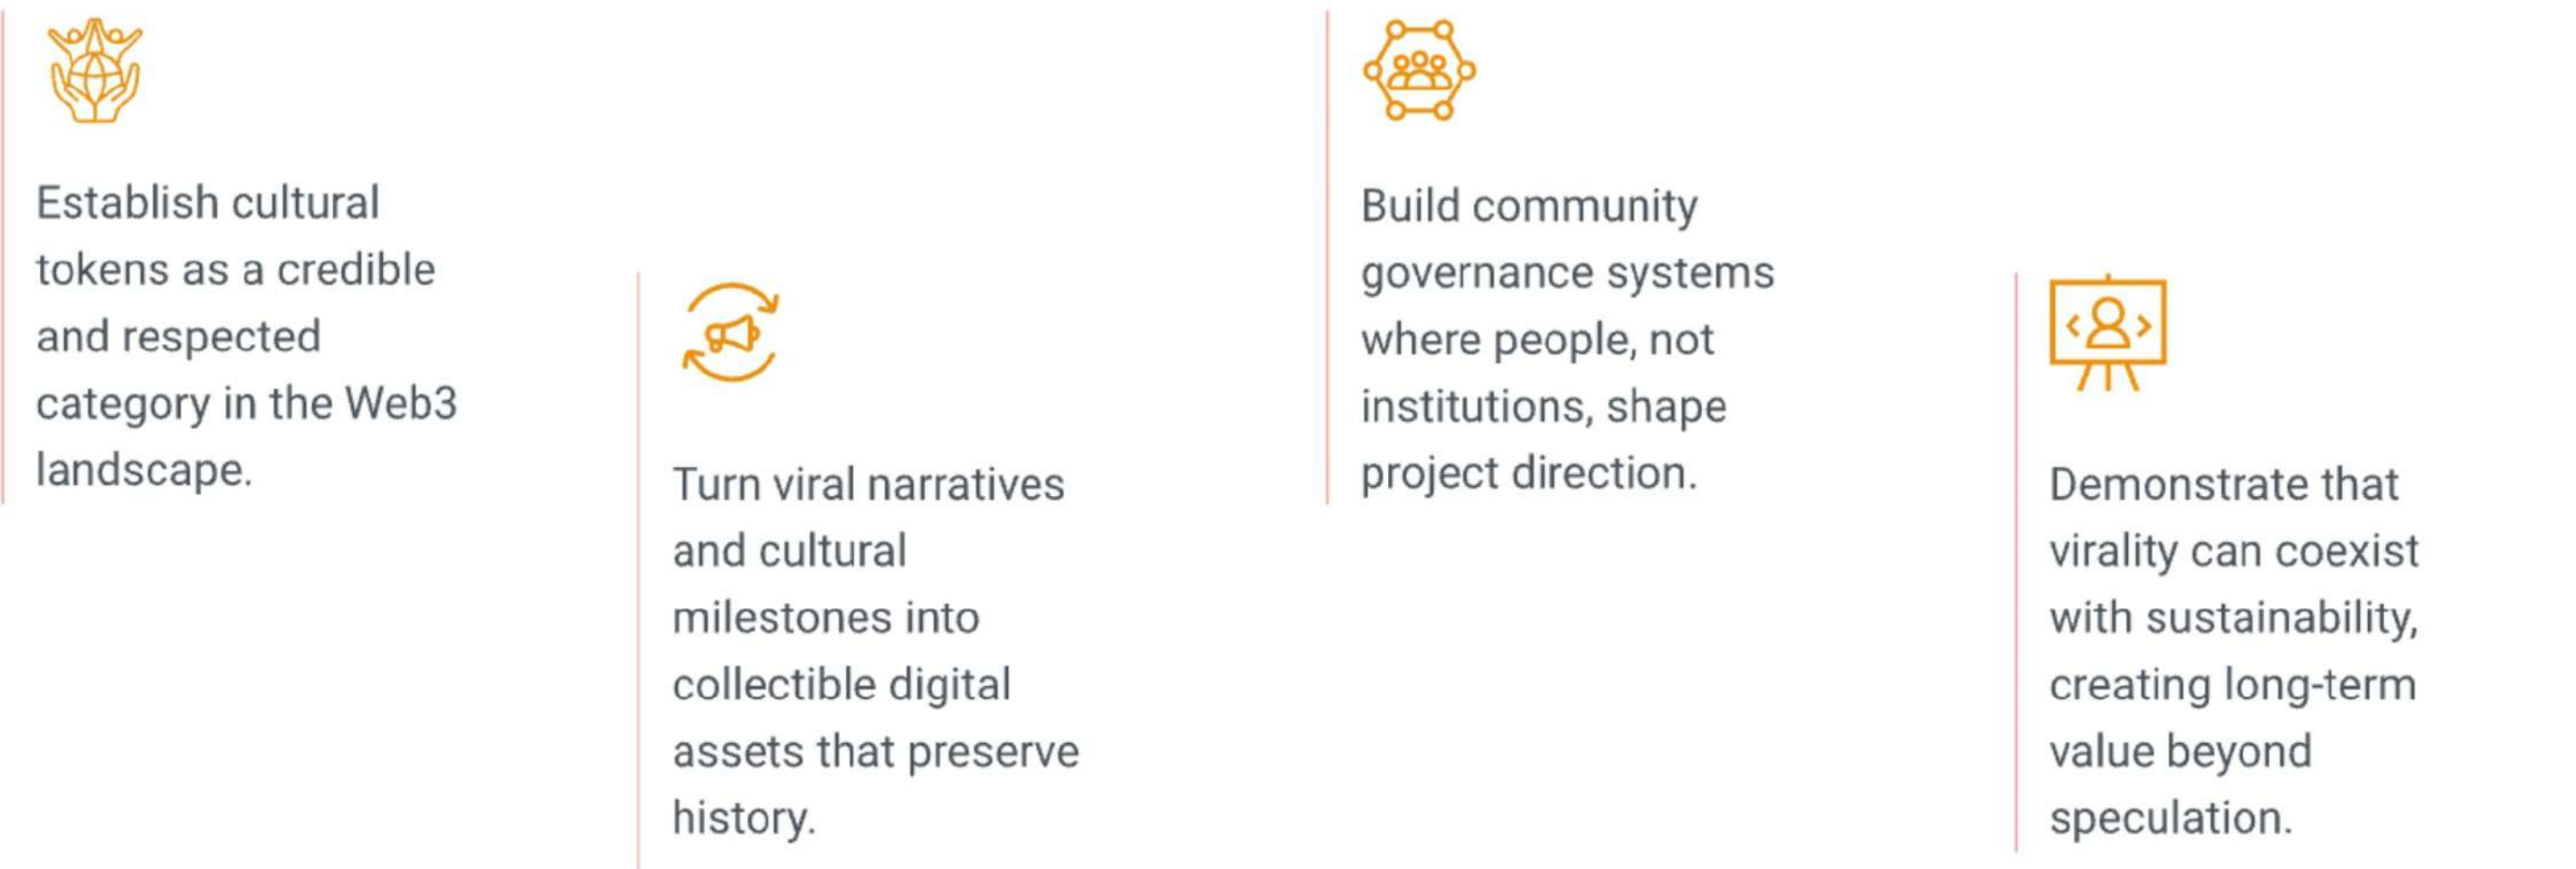 Establish cultural
tokens as a credible
and respected
category in the Web3
landscape.
Turn viral narratives
and cultural
milestones into
collectible digital
assets that preserve
history.
Build community
governance systems
where people, not
institutions, shape
project direction.
Demonstrate that
virality can coexist
with sustainability,
creating long-term
value beyond
speculation.